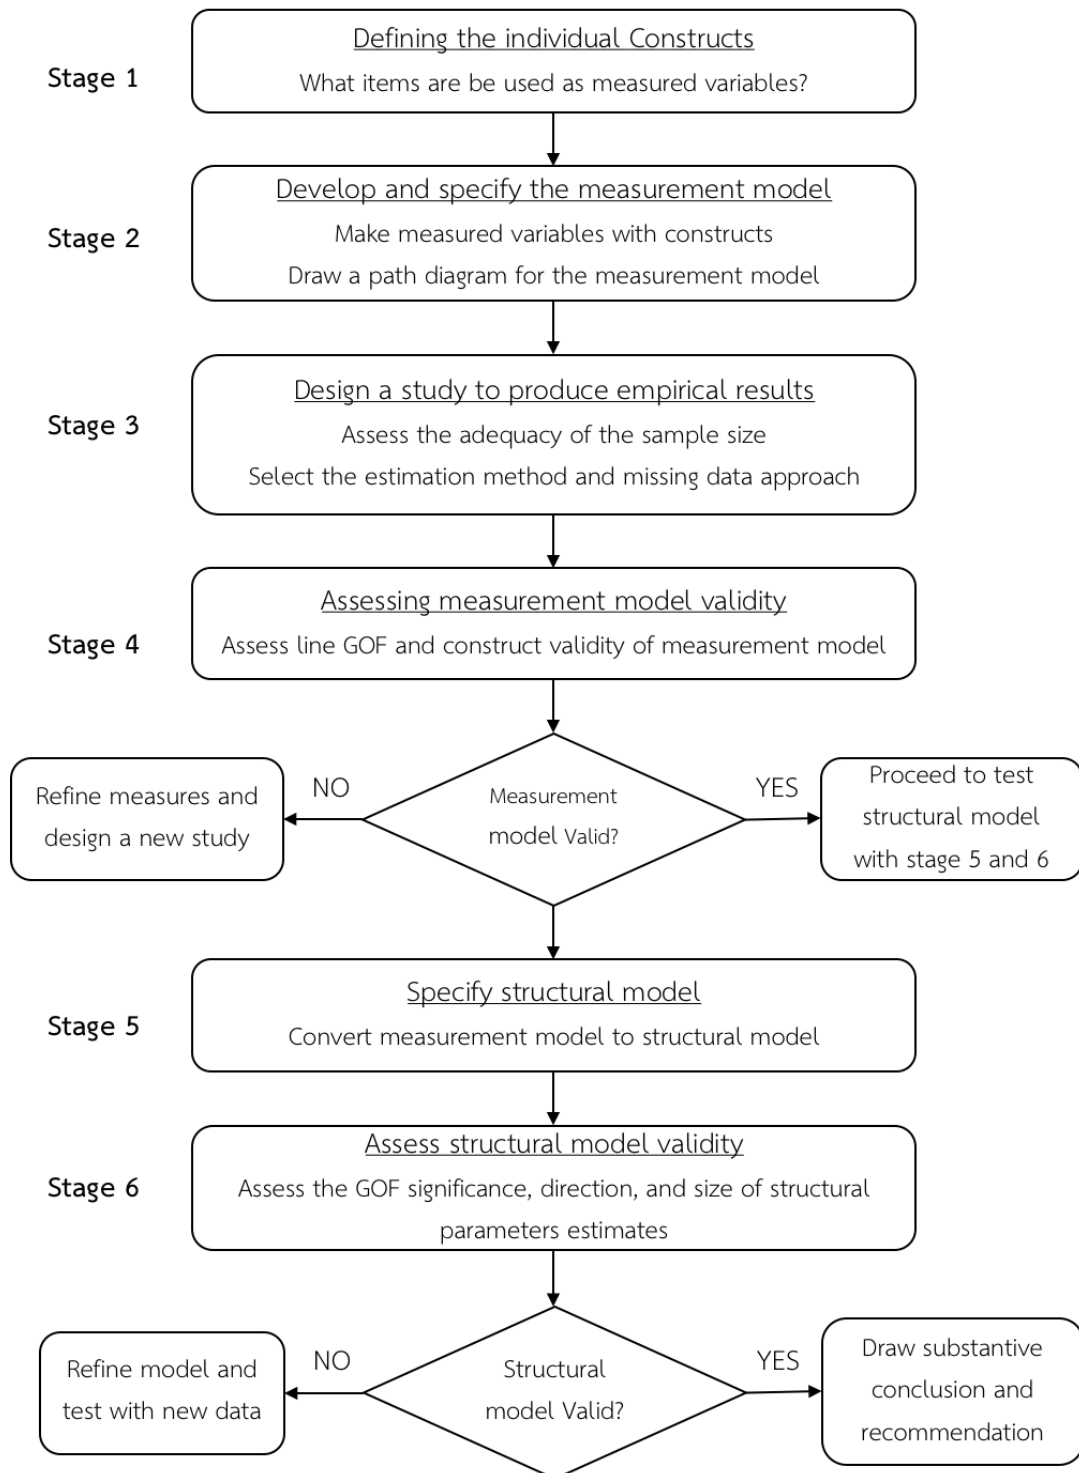 Defining the individual Constructs
Stage 1
What items are be used as measured variables?
Develop and specify the measurement model
Stage 2
Make measured variables with constructs
Draw a path diagram for the measurement model
Design a study to produce empirical results
Stage 3
Assess the adequacy of the sample size
Select the estimation method and missing data approach
Assessing measurement model validity
Stage 4
Assess line GOF and construct validity of measurement model
NO
YES
Refine measures and
design a new study
Measurement
model Valid?
Proceed to test
structural model
with stage 5 and 6
Specify structural model
Stage 5
Convert measurement model to structural model
Assess structural model validity
Stage 6
Assess the GOF significance, direction, and size of structural
parameters estimates
NO
YES
Refine model and
test with new data
Structural
model Valid?
Draw substantive
conclusion and
recommendation